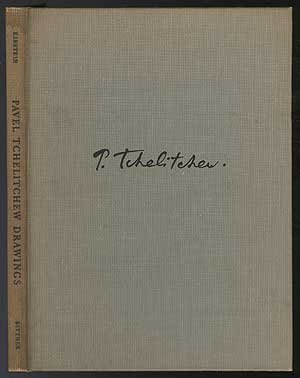 KIRSTEIN
PAVEL TCHELITCHEW DRAWINGS
BITTNER
P. Tchelitchew.